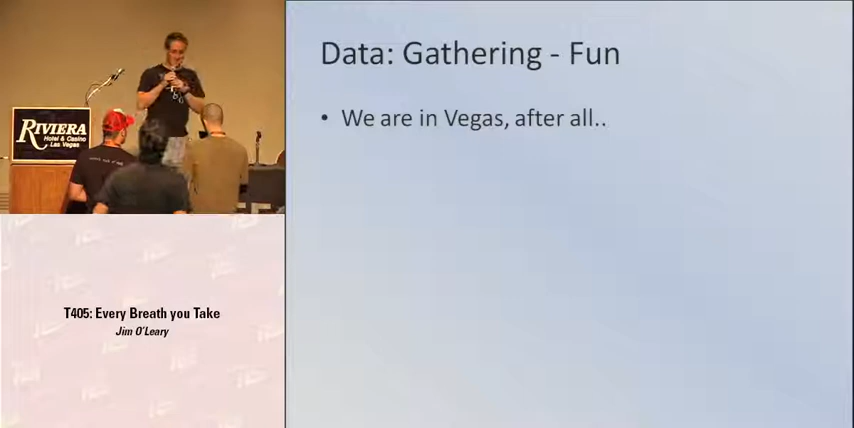 RIVIERA
Hotel & Casino
Las Vegas
T405: Every Breath you Take
Jim O'Leary
Data: Gathering - Fun
• We are in Vegas, after all..